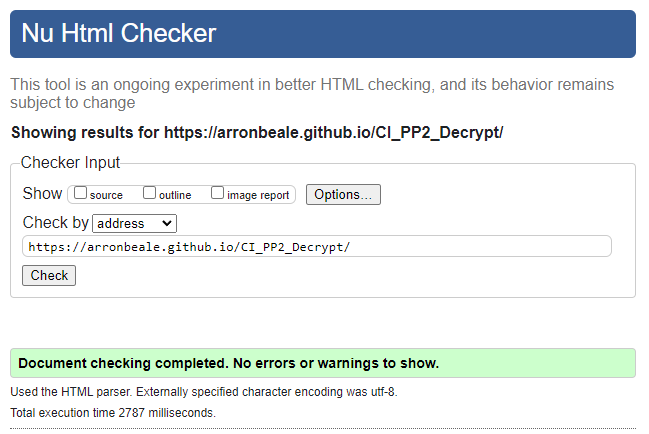 Nu Html Checker
This tool is an ongoing experiment in better HTML checking, and its behavior remains
subject to change
Showing results for https://arronbeale.github.io/CI_PP2_Decrypt/
Checker Input
Show source outline image report Options...
Check by address
https://arronbeale.github.io/CI_PP2_Decrypt/
Check
Document checking completed. No errors or warnings to show.
Used the HTML parser. Externally specified character encoding was utf-8.
Total execution time 2787 milliseconds.